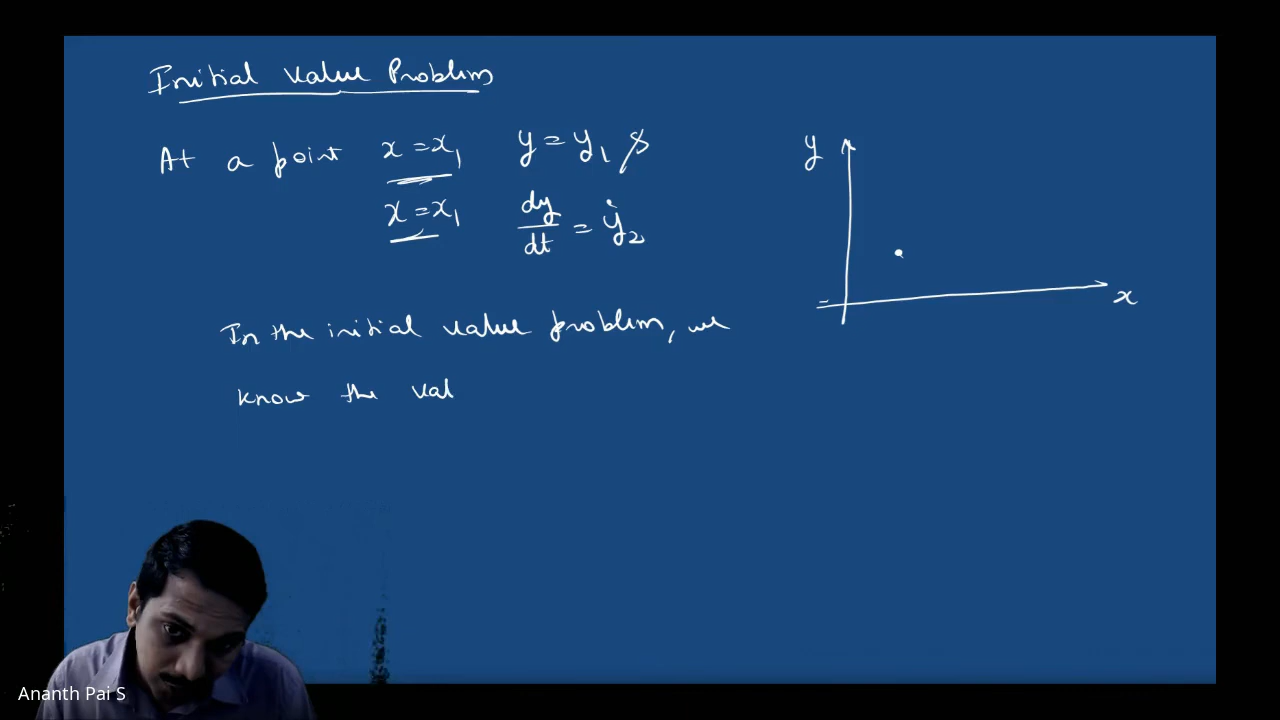 Initial Value Problem
At a point x = x₁ y = y₁
x = x₁ dy/dt = ẏ₂
In the initial value problem, we
know the val
y
x
Ananth Pai S